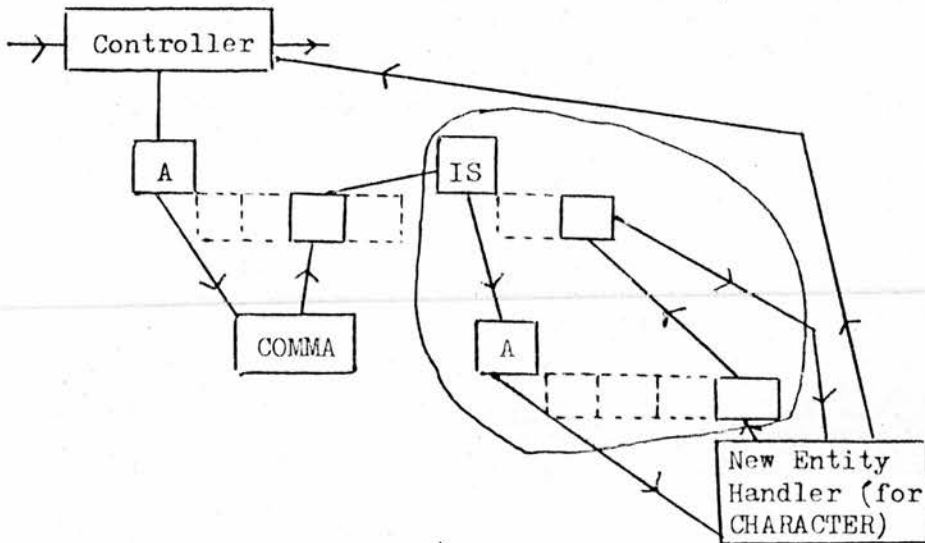 Controller
A
IS
COMMA
A
New Entity
Handler (for
CHARACTER)